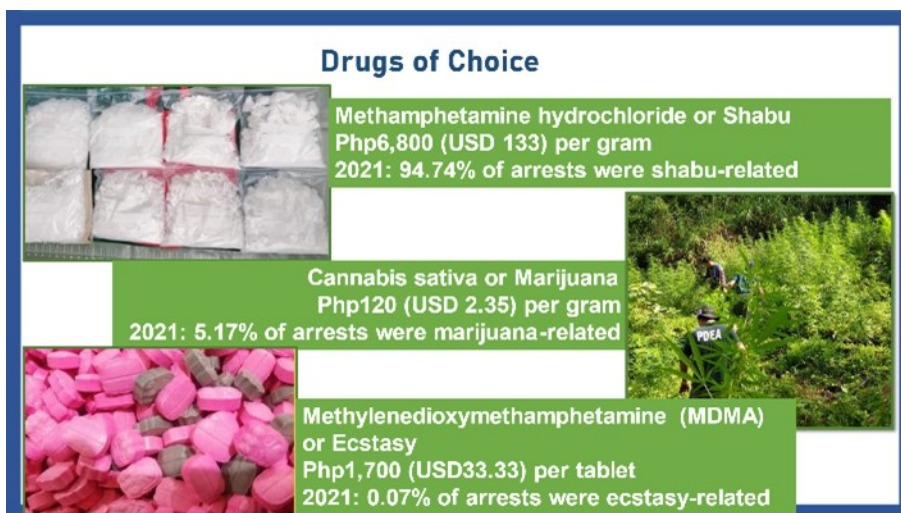 Drugs of Choice
Methamphetamine hydrochloride or Shabu
Php6,800 (USD 133) per gram
2021: 94.74% of arrests were shabu-related
Cannabis sativa or Marijuana
Php120 (USD 2.35) per gram
2021: 5.17% of arrests were marijuana-related
PDEA
Methylenedioxymethamphetamine (MDMA)
or Ecstasy
Php1,700 (USD33.33) per tablet
2021: 0.07% of arrests were ecstasy-related